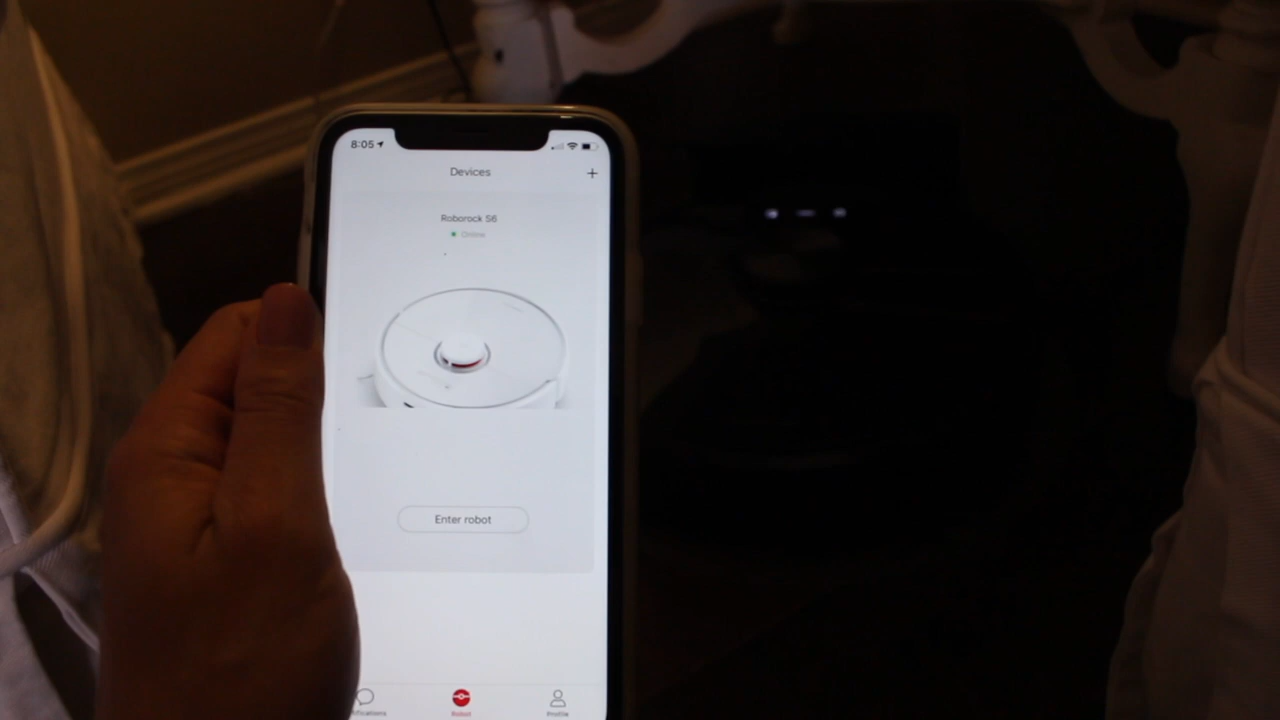 8:05
Devices
+
Roborock S6
Online
Enter robot
Robot
Profile